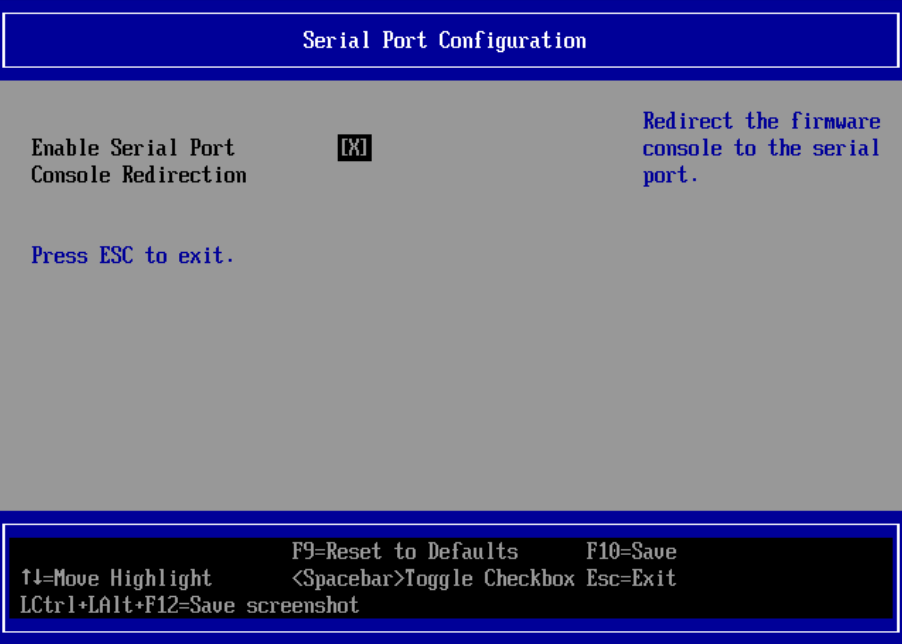 Serial Port Configuration
Enable Serial Port [X]
Console Redirection
Redirect the firmware
console to the serial
port.
Press ESC to exit.
F9=Reset to Defaults F10=Save
↑↓=Move Highlight <Spacebar>Toggle Checkbox Esc=Exit
LCtrl+LAlt+F12=Save screenshot